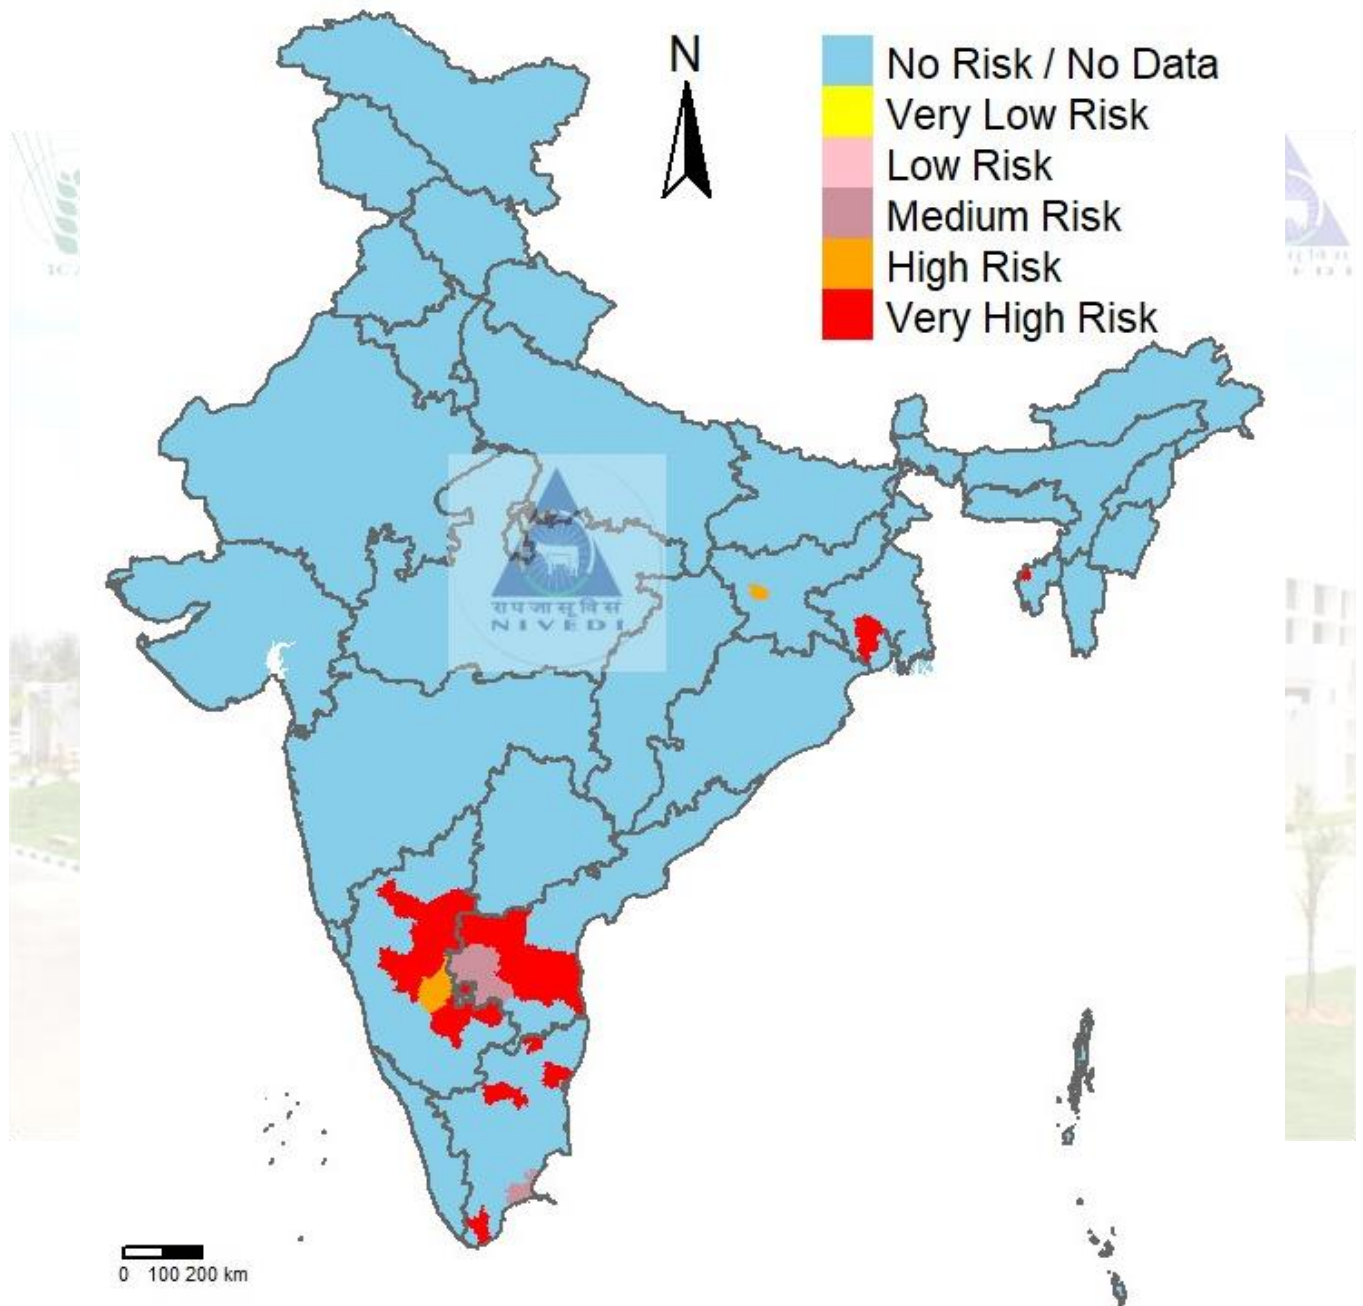 N
No Risk / No Data
Very Low Risk
Low Risk
Medium Risk
High Risk
Very High Risk
रापजासूविसं
NIVEDI
0 100 200 km